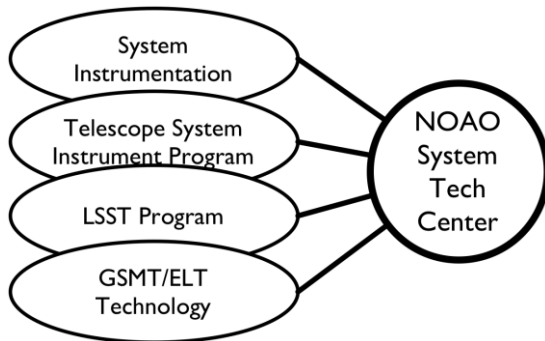 System
Instrumentation
Telescope System
Instrument Program
LSST Program
GSMT/ELT
Technology
NOAO
System
Tech
Center